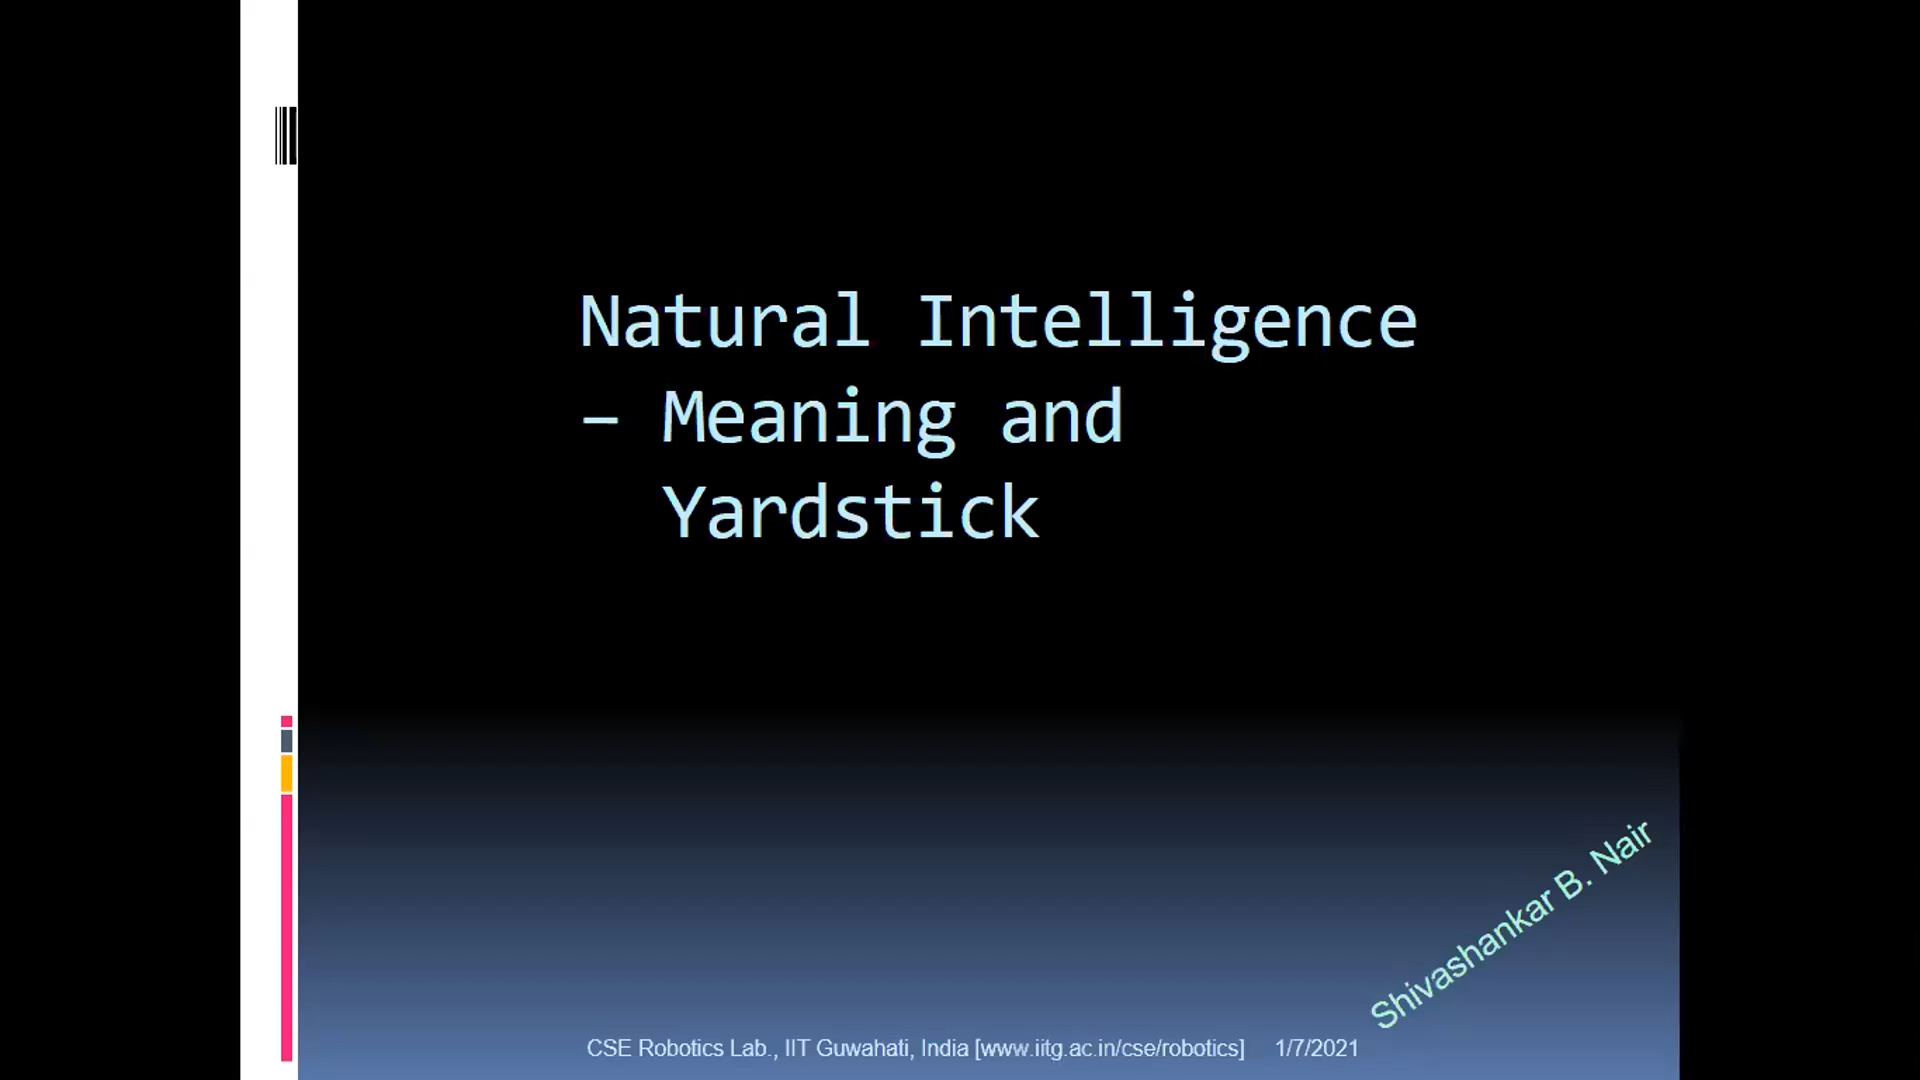 Natural Intelligence
– Meaning and
Yardstick
Shivashankar B. Nair
CSE Robotics Lab., IIT Guwahati, India [www.iitg.ac.in/cse/robotics] 1/7/2021